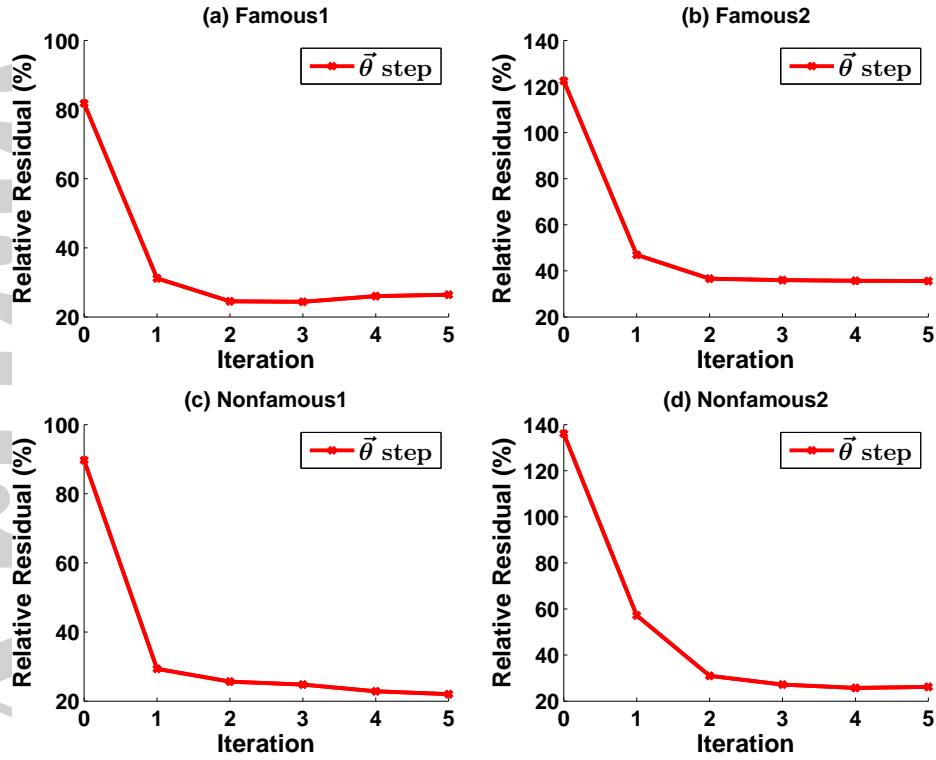 (a) Famous1
Relative Residual (%)
100
80
60
40
20
0 1 2 3 4 5
Iteration
θ⃗ step
(b) Famous2
Relative Residual (%)
140
120
100
80
60
40
20
0 1 2 3 4 5
Iteration
θ⃗ step
(c) Nonfamous1
Relative Residual (%)
100
80
60
40
20
0 1 2 3 4 5
Iteration
θ⃗ step
(d) Nonfamous2
Relative Residual (%)
140
120
100
80
60
40
20
0 1 2 3 4 5
Iteration
θ⃗ step